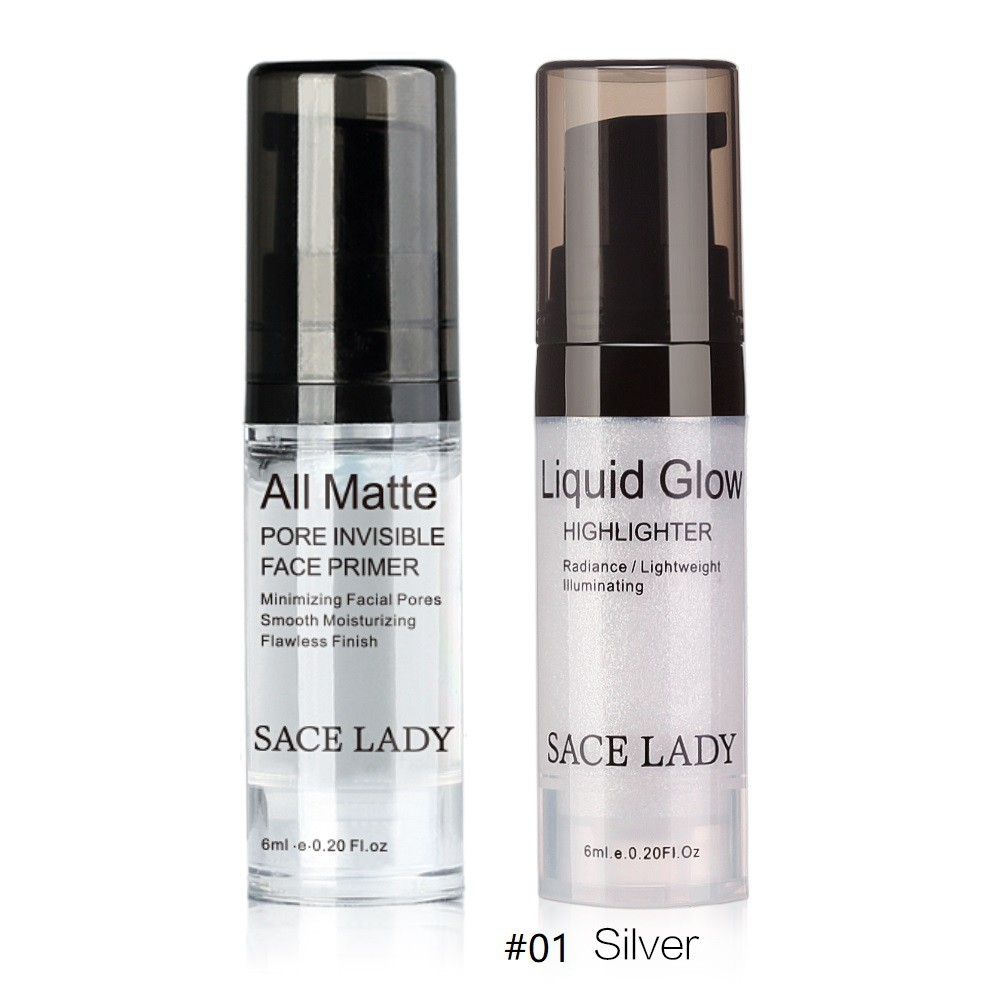 All Matte
PORE INVISIBLE
FACE PRIMER
Minimizing Facial Pores
Smooth Moisturizing
Flawless Finish
SACE LADY
6ml ·e·0.20 Fl.oz
Liquid Glow
HIGHLIGHTER
Radiance / Lightweight
Illuminating
SACE LADY
6ml.e.0.20Fl.Oz
#01 Silver